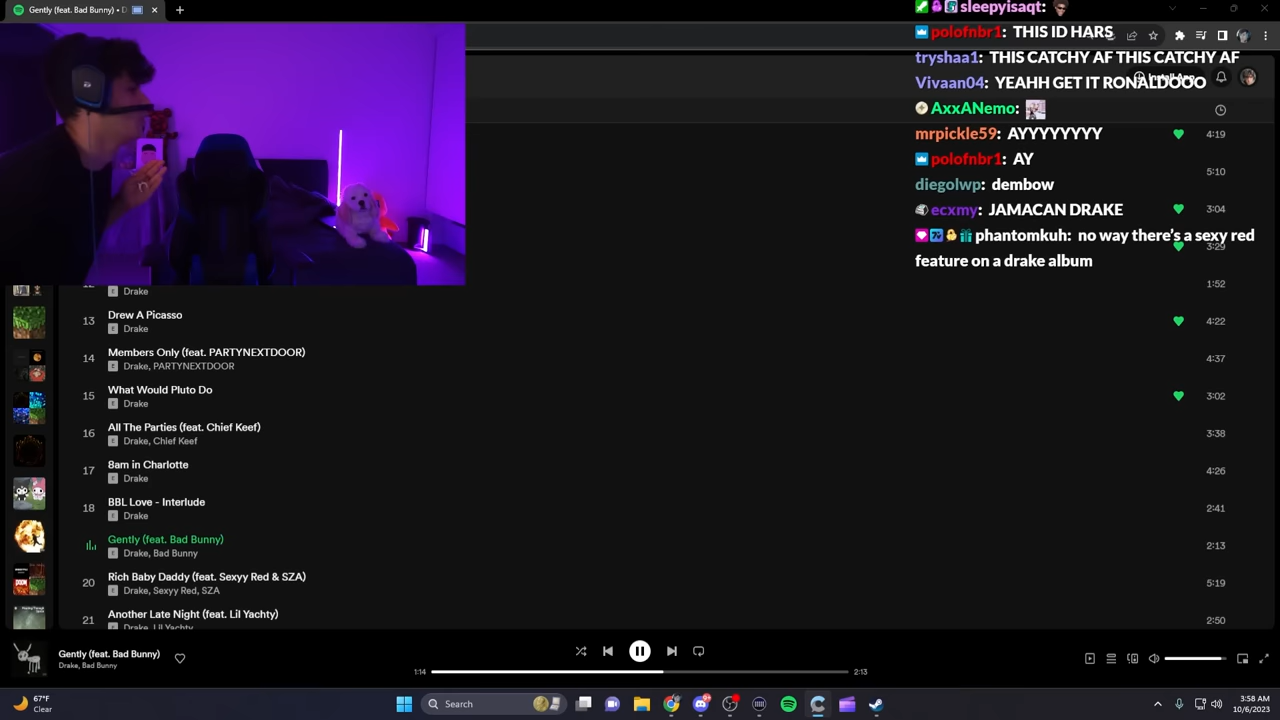 Gently (feat. Bad Bunny) • D
sleepyisaqt:
polofnbr1: THIS ID HARS
tryshaa1: THIS CATCHY AF THIS CATCHY AF
Install App
Vivaan04: YEAHH GET IT RONALDOOO
AxxANemo:
mrpickle59: AYYYYYYYY
4:19
polofnbr1: AY
5:10
diegolwp: dembow
ecxmy: JAMACAN DRAKE
3:04
phantomkuh: no way there's a sexy red
3:29
feature on a drake album
Drake
1:52
13 Drew A Picasso
E Drake
4:22
14 Members Only (feat. PARTYNEXTDOOR)
E Drake, PARTYNEXTDOOR
4:37
15 What Would Pluto Do
E Drake
3:02
16 All The Parties (feat. Chief Keef)
E Drake, Chief Keef
3:38
17 8am in Charlotte
E Drake
4:26
18 BBL Love - Interlude
E Drake
2:41
Gently (feat. Bad Bunny)
E Drake, Bad Bunny
2:13
20 Rich Baby Daddy (feat. Sexyy Red & SZA)
E Drake, Sexyy Red, SZA
5:19
21 Another Late Night (feat. Lil Yachty)
E Drake, Lil Yachty
2:50
Gently (feat. Bad Bunny)
Drake, Bad Bunny
1:14
2:13
67°F
Clear
Search
3:58 AM
10/6/2023